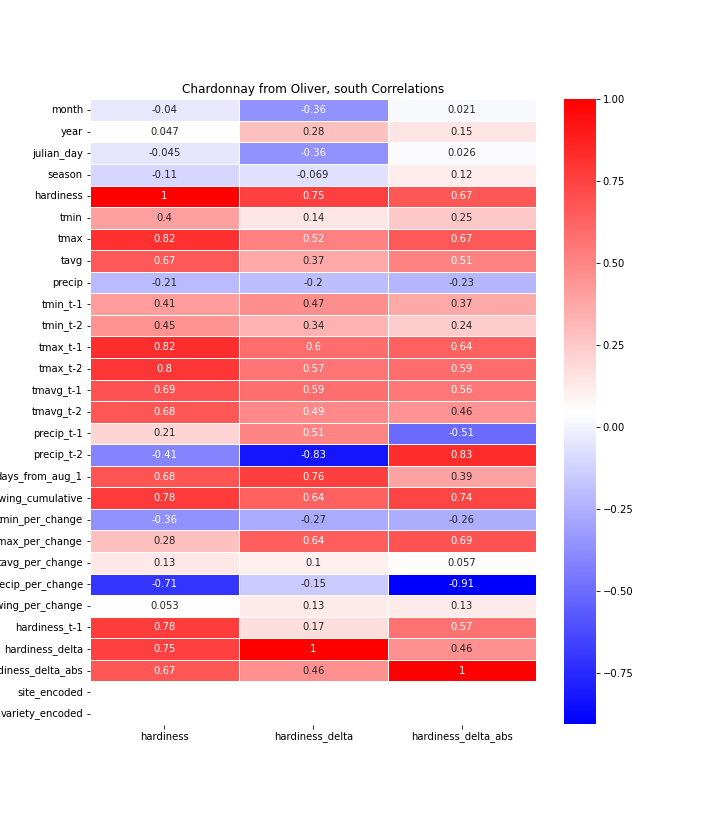 Chardonnay from Oliver, south Correlations
month -0.04 -0.36 0.021
year 0.047 0.28 0.15
julian_day -0.045 -0.36 0.026
season -0.11 -0.069 0.12
hardiness 1 0.75 0.67
tmin 0.4 0.14 0.25
tmax 0.82 0.52 0.67
tavg 0.67 0.37 0.51
precip -0.21 -0.2 -0.23
tmin_t-1 0.41 0.47 0.37
tmin_t-2 0.45 0.34 0.24
tmax_t-1 0.82 0.6 0.64
tmax_t-2 0.8 0.57 0.59
tmavg_t-1 0.69 0.59 0.56
tmavg_t-2 0.68 0.49 0.46
precip_t-1 0.21 0.51 -0.51
precip_t-2 -0.41 -0.83 0.83
days_from_aug_1 0.68 0.76 0.39
wing_cumulative 0.78 0.64 0.74
tmin_per_change -0.36 -0.27 -0.26
max_per_change 0.28 0.64 0.69
tavg_per_change 0.13 0.1 0.057
ecip_per_change -0.71 -0.15 -0.91
wing_per_change 0.053 0.13 0.13
hardiness_t-1 0.78 0.17 0.57
hardiness_delta 0.75 1 0.46
diness_delta_abs 0.67 0.46 1
site_encoded
variety_encoded
hardiness hardiness_delta hardiness_delta_abs
1.00
0.75
0.50
0.25
0.00
−0.25
−0.50
−0.75